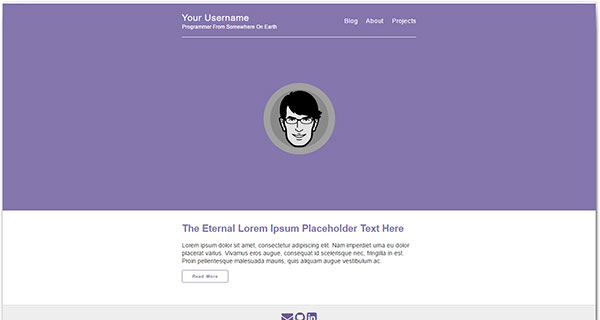 Your Username
Programmer From Somewhere On Earth
Blog About Projects
The Eternal Lorem Ipsum Placeholder Text Here
Lorem ipsum dolor sit amet, consectetur adipiscing elit. Nam imperdiet urna eu dolor
placerat varius. Vivamus eros augue, consequat id scelerisque nec, fringilla in est.
Proin pellentesque malesuada mauris, quis aliquam augue vestibulum ac.
Read More